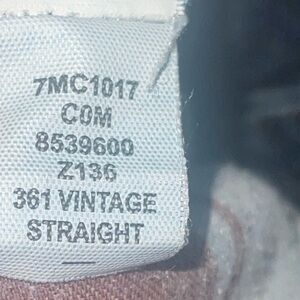 7MC1017
C0M
8539600
Z136
361 VINTAGE
STRAIGHT